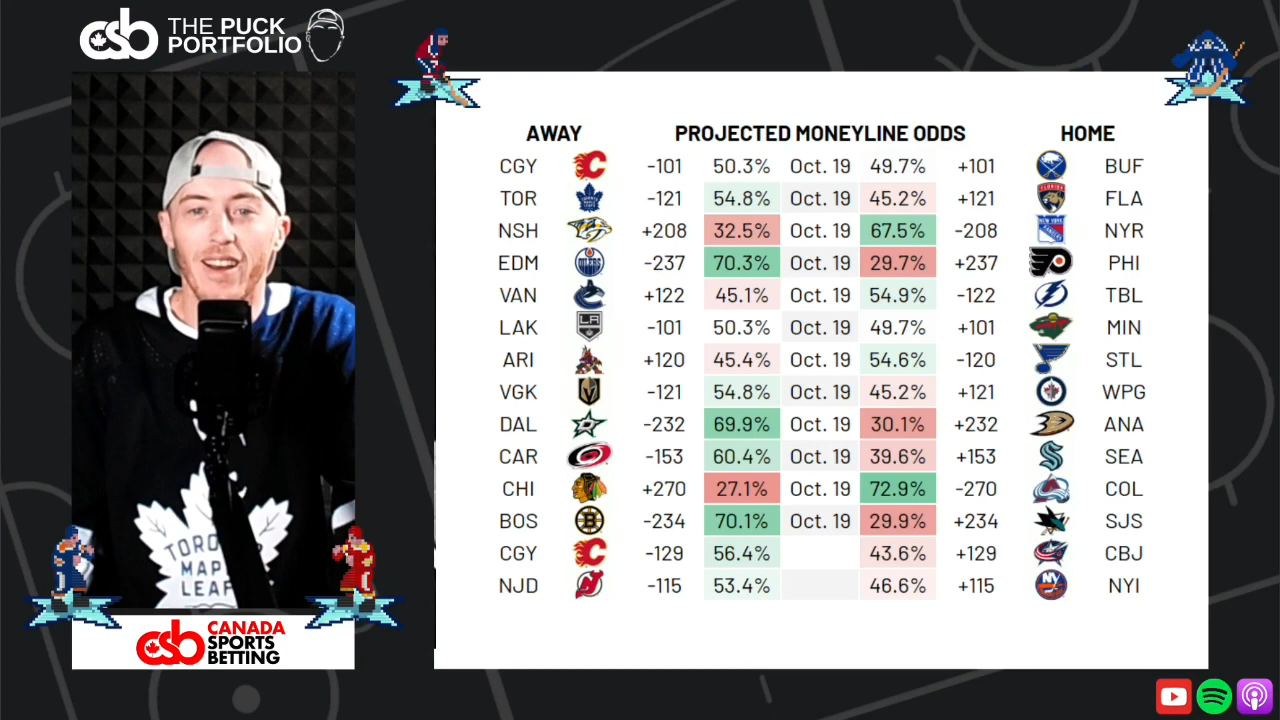 csb THE PUCK
PORTFOLIO
AWAY PROJECTED MONEYLINE ODDS HOME
CGY -101 50.3% Oct. 19 49.7% +101 BUF
TOR -121 54.8% Oct. 19 45.2% +121 FLA
NSH +208 32.5% Oct. 19 67.5% -208 NYR
EDM -237 70.3% Oct. 19 29.7% +237 PHI
VAN +122 45.1% Oct. 19 54.9% -122 TBL
LAK -101 50.3% Oct. 19 49.7% +101 MIN
ARI +120 45.4% Oct. 19 54.6% -120 STL
VGK -121 54.8% Oct. 19 45.2% +121 WPG
DAL -232 69.9% Oct. 19 30.1% +232 ANA
CAR -153 60.4% Oct. 19 39.6% +153 SEA
CHI +270 27.1% Oct. 19 72.9% -270 COL
BOS -234 70.1% Oct. 19 29.9% +234 SJS
CGY -129 56.4% 43.6% +129 CBJ
NJD -115 53.4% 46.6% +115 NYI
TORO
MAP
LEAF
csb CANADA
SPORTS
BETTING